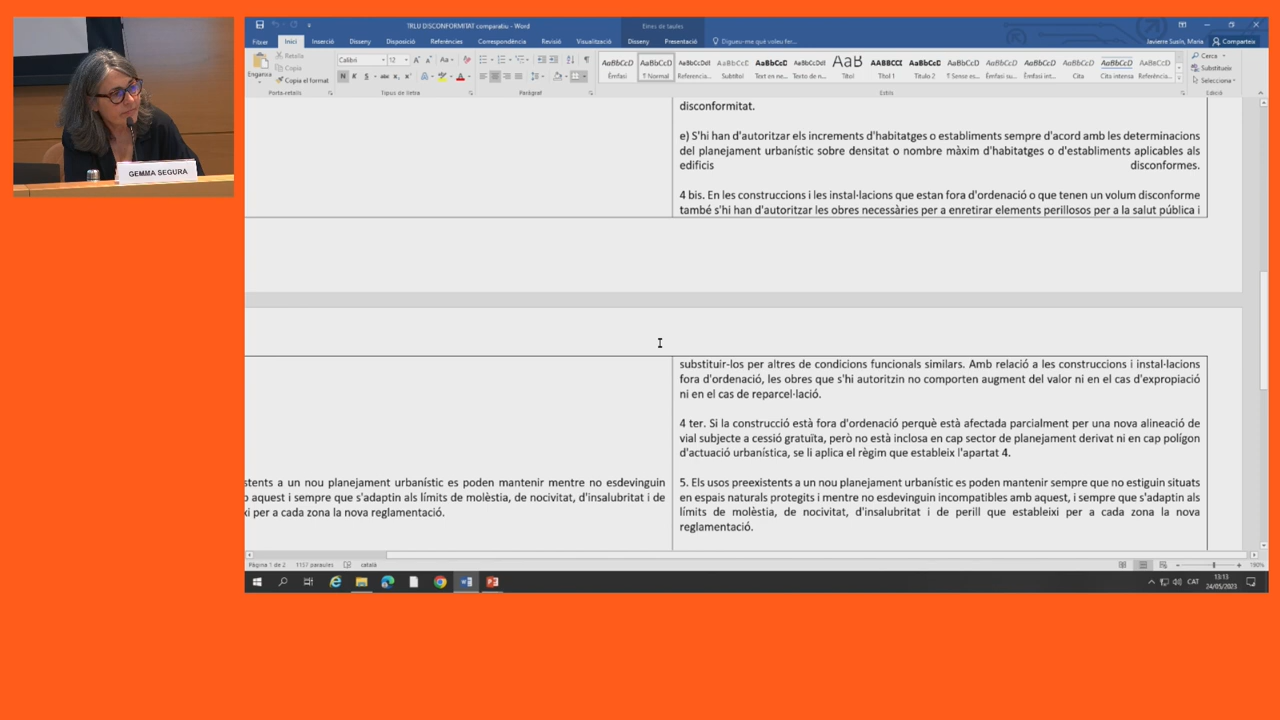 GEMMA SEGURA
TRLU DISCONFORMITAT comparatiu - Word
Eines de taules
Fitxer Inici Inserció Disseny Disposició Referències Correspondència Revisió Visualització Disseny Presentació Digueu-me què voleu fer...
Javierre Susín, Maria Comparteix
Enganxa
Retalla
Copia
Copia el format
Porta-retalls
Calibri 12
Tipus de lletra
Paràgraf
Èmfasi ¶ Normal Referència... Subtítol Text en ne... Texto de n... Títol Títol 1 Títol 2 ¶ Sense es... Èmfasi su... Èmfasi int... Cita Cita intensa Referència...
Estils
Cerca
Substitueix
Selecciona
Edició
disconformitat.
e) S'hi han d'autoritzar els increments d'habitatges o establiments sempre d'acord amb les determinacions
del planejament urbanístic sobre densitat o nombre màxim d'habitatges o d'establiments aplicables als
edificis disconformes.
4 bis. En les construccions i les instal·lacions que estan fora d'ordenació o que tenen un volum disconforme
també s'hi han d'autoritzar les obres necessàries per a enretirar elements perillosos per a la salut pública i
substituir-los per altres de condicions funcionals similars. Amb relació a les construccions i instal·lacions
fora d'ordenació, les obres que s'hi autoritzin no comporten augment del valor ni en el cas d'expropiació
ni en el cas de reparcel·lació.
4 ter. Si la construcció està fora d'ordenació perquè està afectada parcialment per una nova alineació de
vial subjecte a cessió gratuïta, però no està inclosa en cap sector de planejament derivat ni en cap polígon
d'actuació urbanística, se li aplica el règim que estableix l'apartat 4.
stents a un nou planejament urbanístic es poden mantenir mentre no esdevinguin
aquest i sempre que s'adaptin als límits de molèstia, de nocivitat, d'insalubritat i de
xi per a cada zona la nova reglamentació.
5. Els usos preexistents a un nou planejament urbanístic es poden mantenir sempre que no estiguin situats
en espais naturals protegits i mentre no esdevinguin incompatibles amb aquest, i sempre que s'adaptin als
límits de molèstia, de nocivitat, d'insalubritat i de perill que estableixi per a cada zona la nova
reglamentació.
Pàgina 1 de 2 1157 paraules català
190%
CAT
13:13
24/05/2023